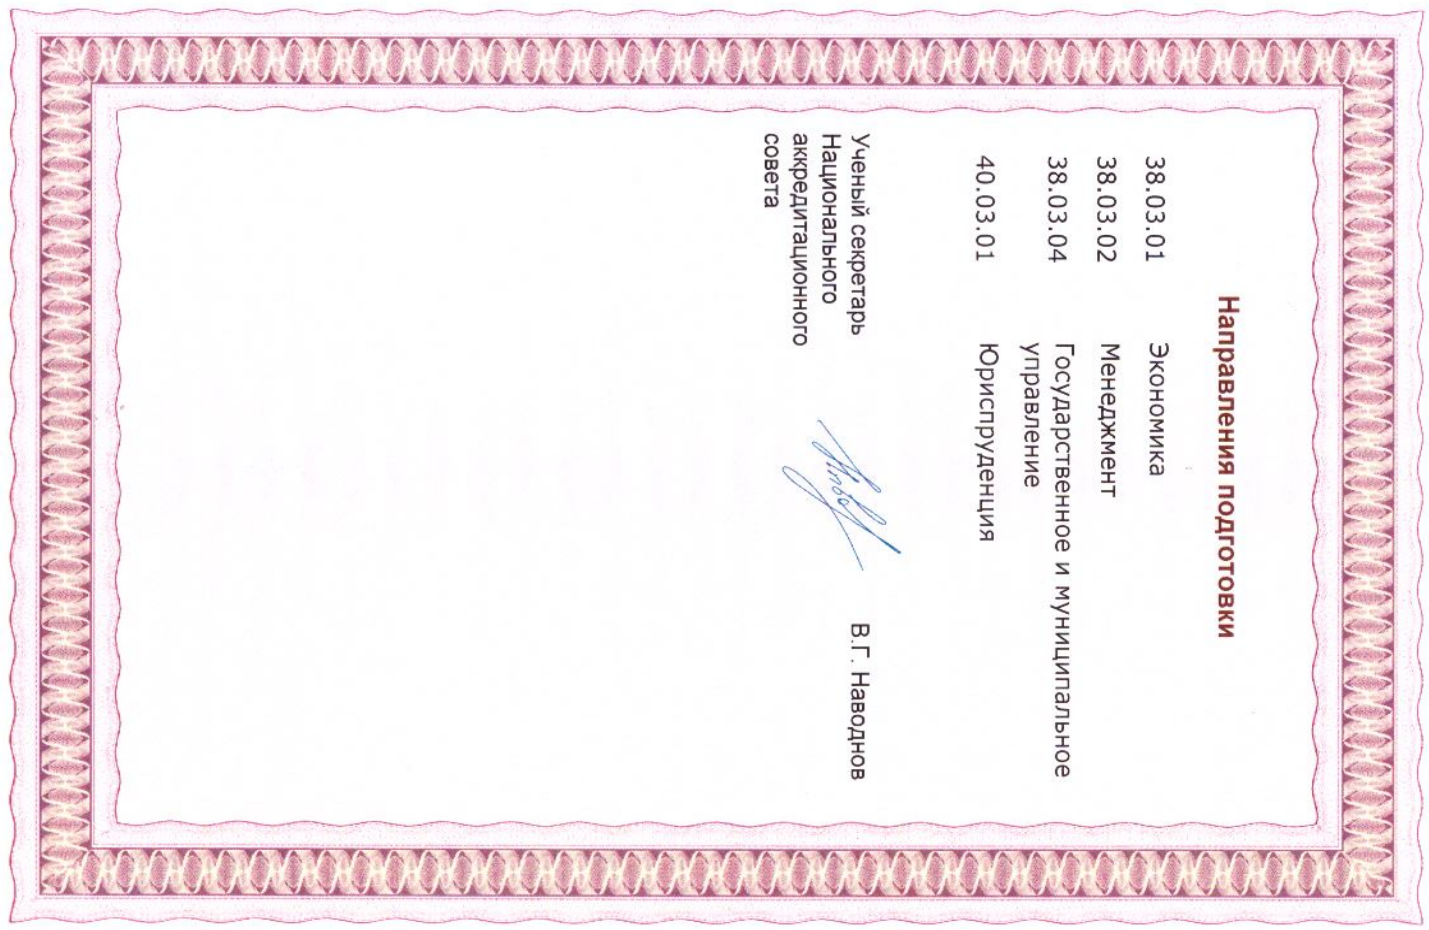 Направления подготовки
38.03.01 Экономика
38.03.02 Менеджмент
38.03.04 Государственное и муниципальное
управление
40.03.01 Юриспруденция
Ученый секретарь В.Г. Наводнов
Национального
аккредитационного
совета